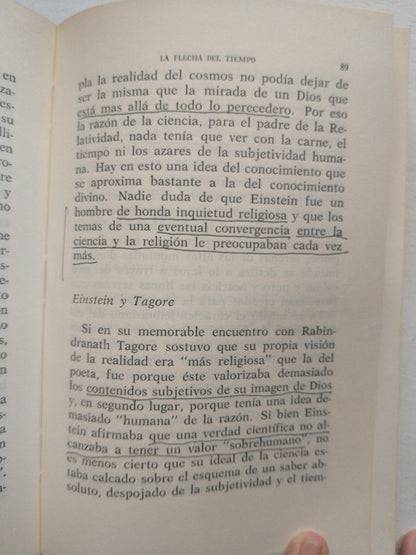 LA FLECHA DEL TIEMPO
89
pla la realidad del cosmos no podía dejar de
ser la misma que la mirada de un Dios que
está mas allá de todo lo perecedero. Por eso
la razón de la ciencia, para el padre de la Re-
latividad, nada tenía que ver con la carne, el
tiempo ni los azares de la subjetividad huma-
na. Hay en esto una idea del conocimiento que
se aproxima bastante a la del conocimiento
divino. Nadie duda de que Einstein fue un
hombre de honda inquietud religiosa y que los
temas de una eventual convergencia entre la
ciencia y la religión le preocupaban cada vez
más.
Einstein y Tagore
Si en su memorable encuentro con Rabin-
dranath Tagore sostuvo que su propia visión
de la realidad era "más religiosa" que la del
poeta, fue porque éste valorizaba demasiado
los contenidos subjetivos de su imagen de Dios
y, en segundo lugar, porque tenía una idea de-
masiado "humana" de la razón. Si bien Eins-
tein afirmaba que una verdad científica no al-
canzaba a tener un valor "sobrehumano", no
es menos cierto que su ideal de la ciencia es-
taba calcado sobre el esquema de un saber ab-
soluto, despojado de la subjetividad y el tiem-